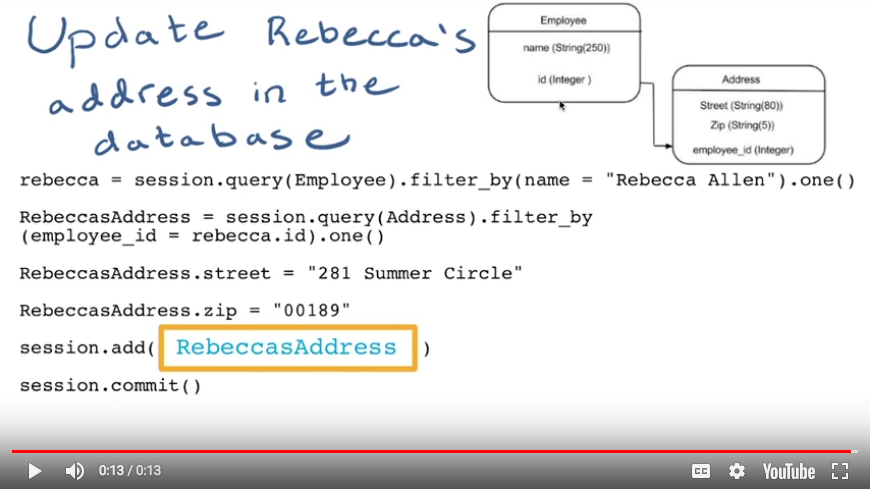 Update Rebecca's
address in the
database
Employee
name (String(250))
id (Integer )
Address
Street (String(80))
Zip (String(5))
employee_id (Integer)
rebecca = session.query(Employee).filter_by(name = "Rebecca Allen").one()
RebeccasAddress = session.query(Address).filter_by
(employee_id = rebecca.id).one()
RebeccasAddress.street = "281 Summer Circle"
RebeccasAddress.zip = "00189"
session.add( RebeccasAddress )
session.commit()
0:13 / 0:13
CC
YouTube